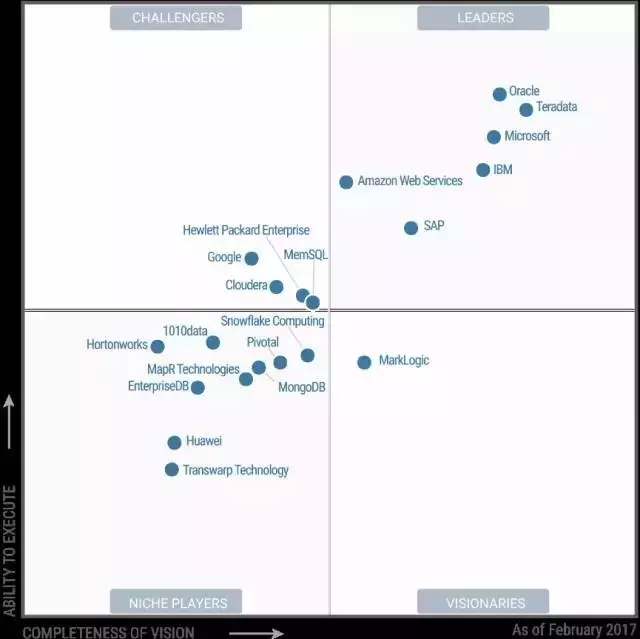 CHALLENGERS
LEADERS
Oracle
Teradata
Microsoft
IBM
Amazon Web Services
SAP
Hewlett Packard Enterprise
Google
MemSQL
Cloudera
Snowflake Computing
1010data
Hortonworks
Pivotal
MapR Technologies
EnterpriseDB
MongoDB
MarkLogic
Huawei
Transwarp Technology
ABILITY TO EXECUTE
NICHE PLAYERS
VISIONARIES
COMPLETENESS OF VISION
As of February 2017